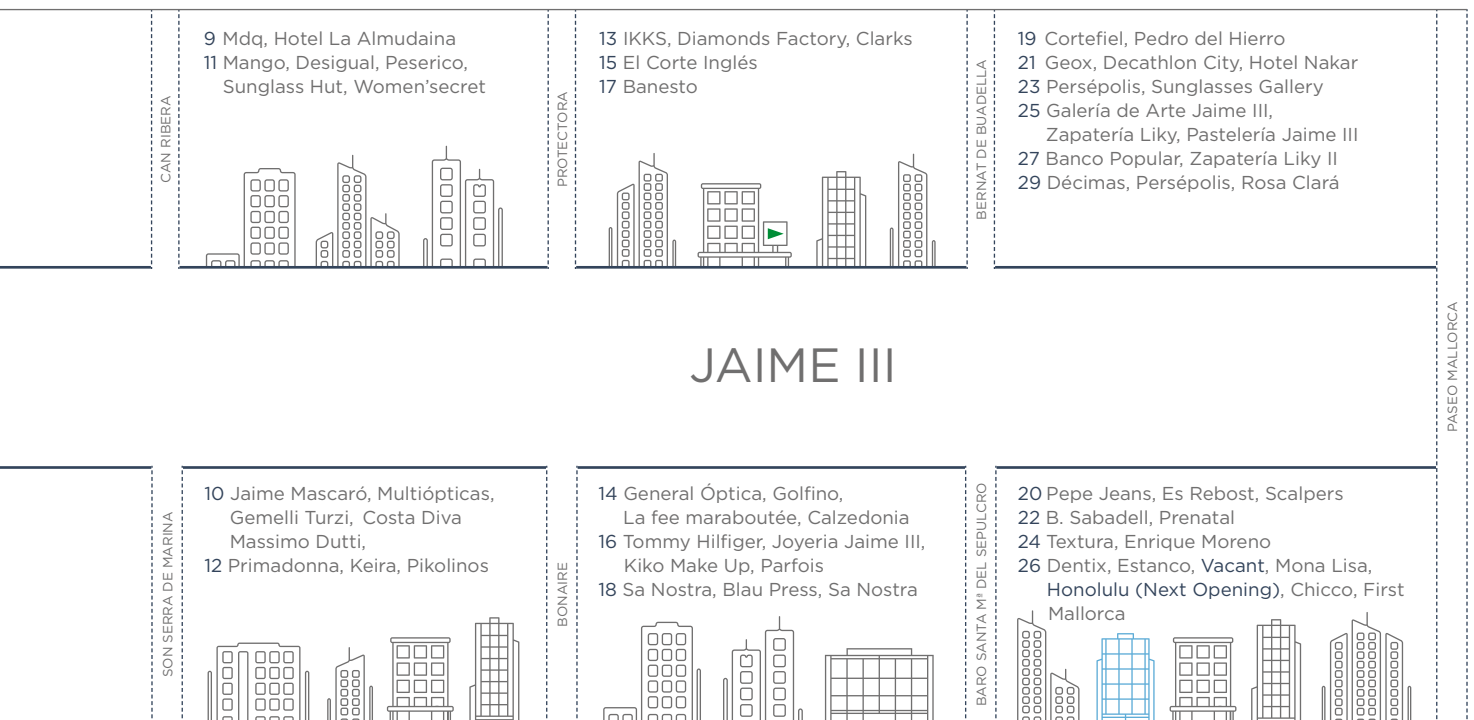 CAN RIBERA
9 Mdq, Hotel La Almudaina
11 Mango, Desigual, Peserico,
Sunglass Hut, Women'secret
PROTECTORA
13 IKKS, Diamonds Factory, Clarks
15 El Corte Inglés
17 Banesto
BERNAT DE BUADELLA
19 Cortefiel, Pedro del Hierro
21 Geox, Decathlon City, Hotel Nakar
23 Persépolis, Sunglasses Gallery
25 Galería de Arte Jaime III,
Zapatería Liky, Pastelería Jaime III
27 Banco Popular, Zapatería Liky II
29 Décimas, Persépolis, Rosa Clará
PASEO MALLORCA
JAIME III
SON SERRA DE MARINA
10 Jaime Mascaró, Multiópticas,
Gemelli Turzi, Costa Diva
Massimo Dutti,
12 Primadonna, Keira, Pikolinos
BONAIRE
14 General Óptica, Golfino,
La fee maraboutée, Calzedonia
16 Tommy Hilfiger, Joyeria Jaime III,
Kiko Make Up, Parfois
18 Sa Nostra, Blau Press, Sa Nostra
BARO SANTA Mª DEL SEPULCRO
20 Pepe Jeans, Es Rebost, Scalpers
22 B. Sabadell, Prenatal
24 Textura, Enrique Moreno
26 Dentix, Estanco, Vacant, Mona Lisa,
Honolulu (Next Opening), Chicco, First
Mallorca